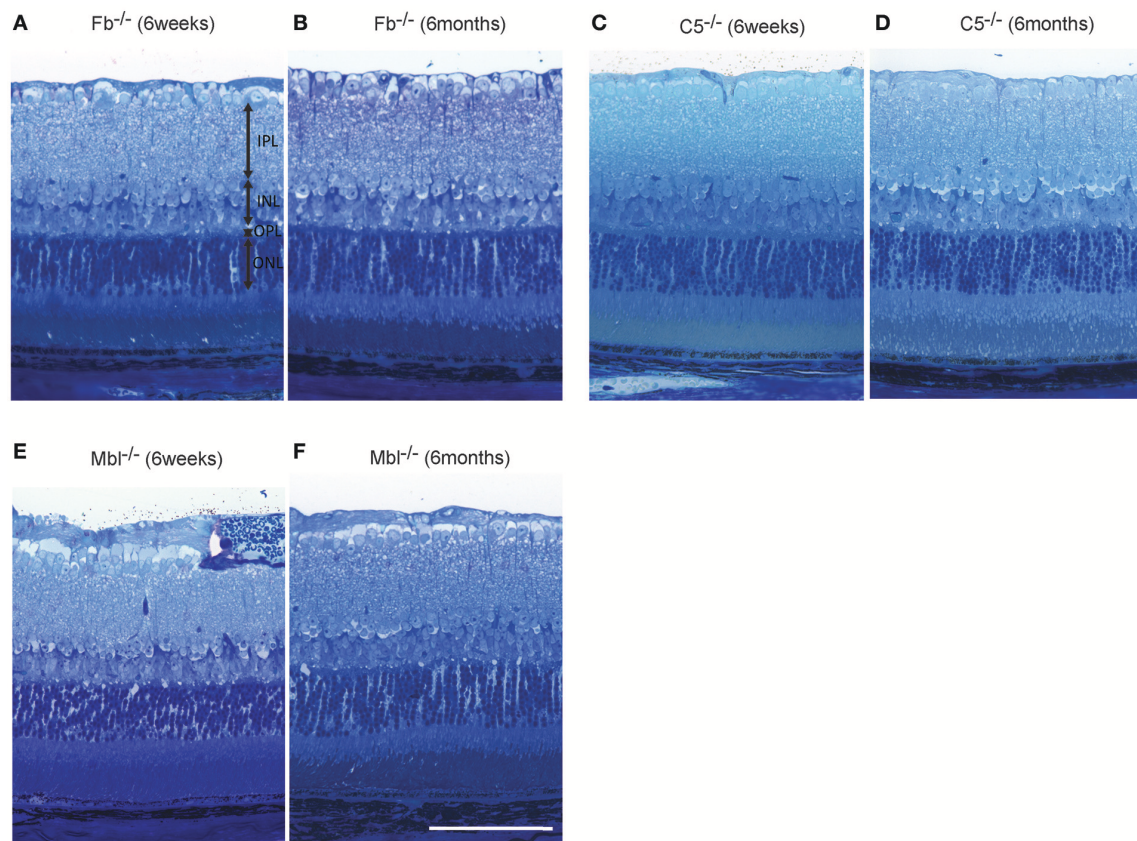 A Fb-/- (6weeks)
B Fb-/- (6months)
C C5-/- (6weeks)
D C5-/- (6months)
IPL
INL
OPL
ONL
E Mbl-/- (6weeks)
F Mbl-/- (6months)